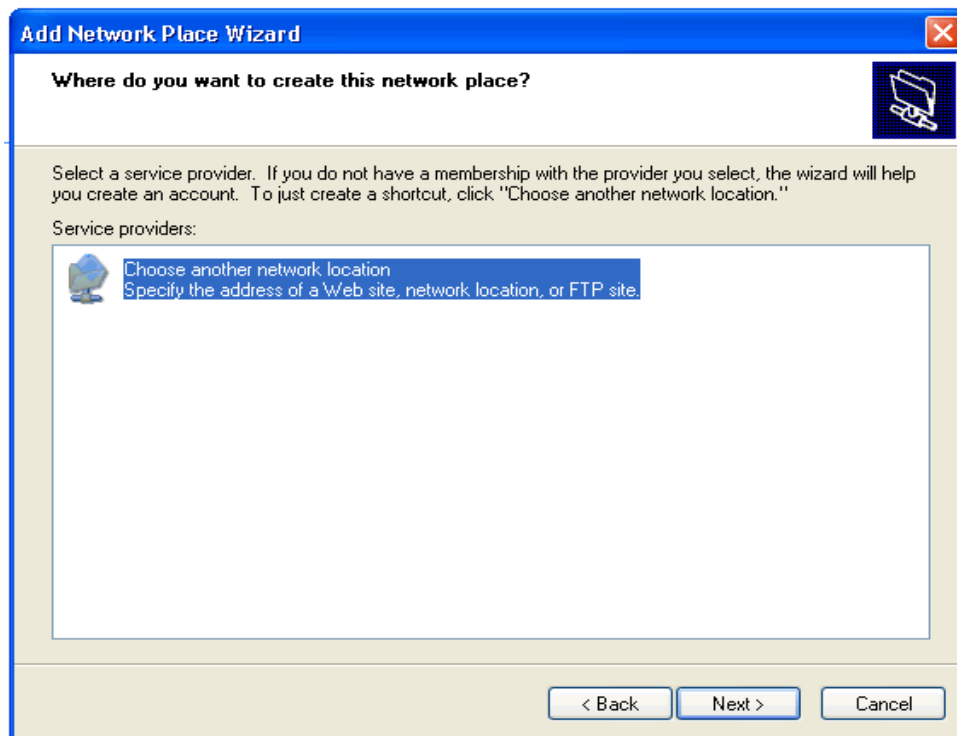 Add Network Place Wizard
Where do you want to create this network place?
Select a service provider.  If you do not have a membership with the provider you select, the wizard will help
you create an account.  To just create a shortcut, click "Choose another network location."
Service providers:
Choose another network location
Specify the address of a Web site, network location, or FTP site.
< Back
Next >
Cancel